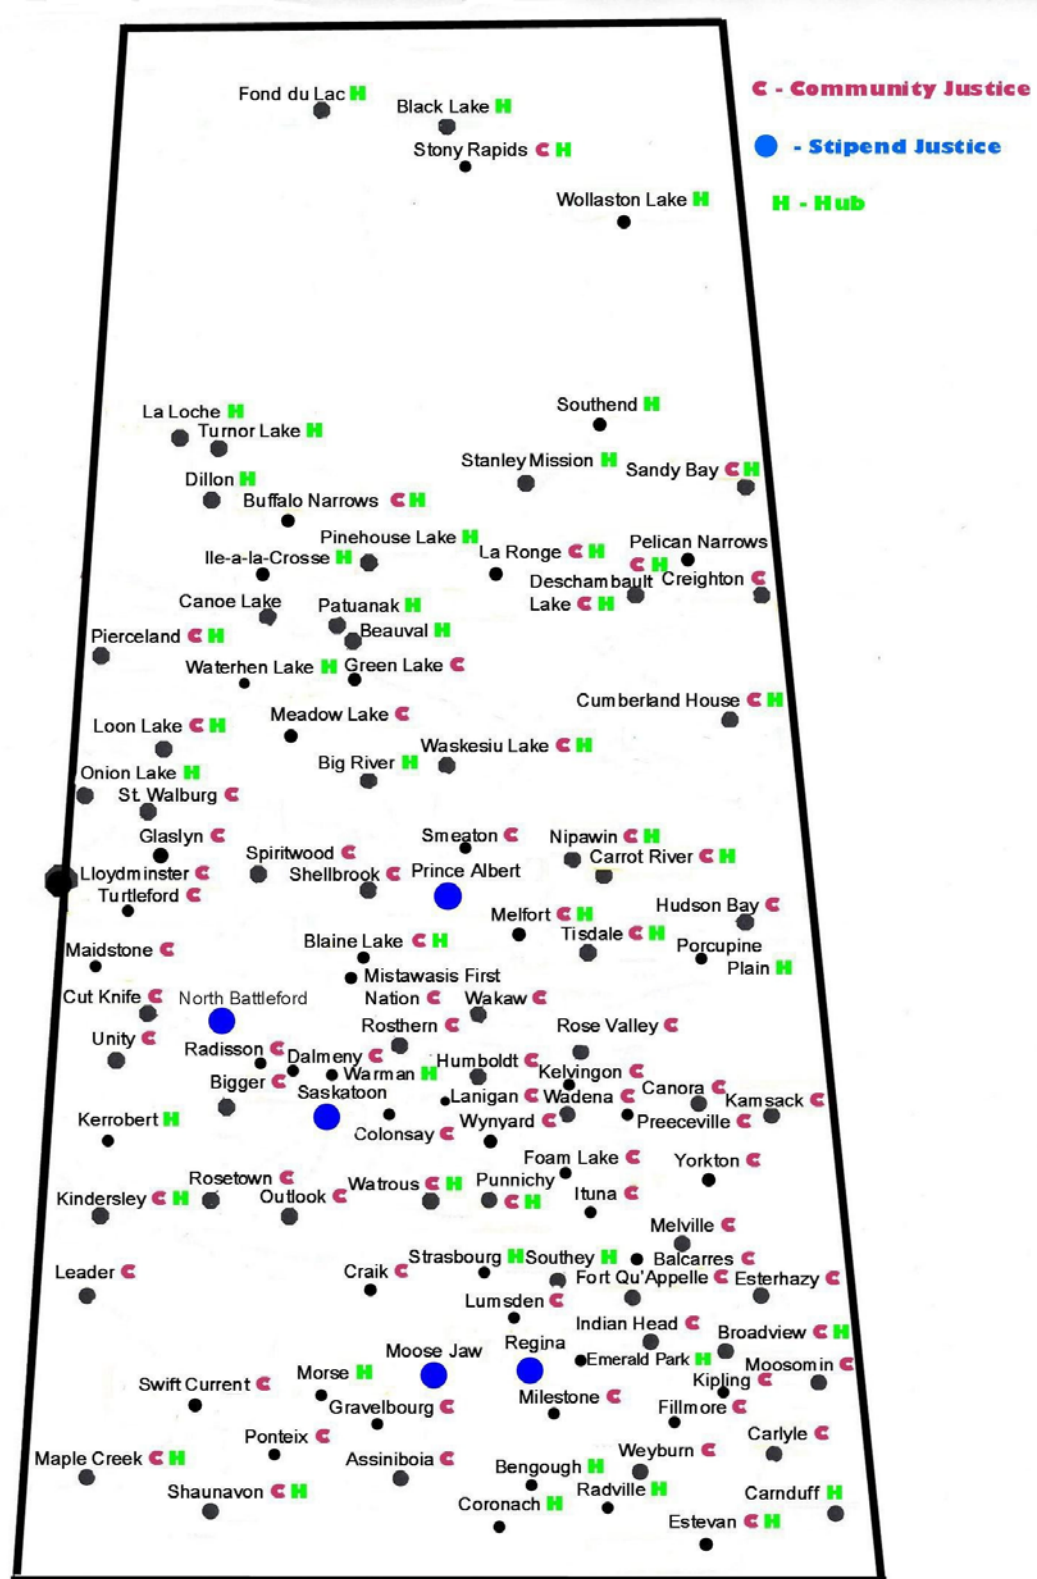 Fond du Lac H
Black Lake H
C - Community Justice
Stony Rapids C H
- Stipend Justice
Wollaston Lake H
H - Hub
La Loche H
Southend H
Turnor Lake H
Stanley Mission H
Sandy Bay C H
Dillon H
Buffalo Narrows C H
Pinehouse Lake H
La Ronge C H
Pelican Narrows
C H
Ile-a-la-Crosse H
Deschambault
Lake C H
Creighton C
Canoe Lake
Patuanak H
Beauval H
Pierceland C H
Waterhen Lake H
Green Lake C
Cumberland House C H
Meadow Lake C
Loon Lake C H
Waskesiu Lake C H
Big River H
Onion Lake H
St. Walburg C
Glaslyn C
Smeaton C
Nipawin C H
Spiritwood C
Carrot River C H
Lloydminster C
Shellbrook C
Prince Albert
Turtleford C
Hudson Bay C
Melfort C H
Tisdale C H
Blaine Lake C H
Porcupine
Plain H
Maidstone C
Mistawasis First
Nation C
Cut Knife C
North Battleford
Wakaw C
Rosthern C
Rose Valley C
Unity C
Radisson C
Dalmeny C
Humboldt C
Warman H
Kelvingon C
Bigger C
Saskatoon
Lanigan C
Wadena C
Canora C
Kamsack C
Kerrobert H
Colonsay C
Wynyard C
Preeceville C
Foam Lake C
Yorkton C
Rosetown C
Watrous C H
Punnichy
C H
Kindersley C H
Outlook C
Ituna C
Melville C
Strasbourg H
Southey H
Balcarres C
Leader C
Craik C
Fort Qu'Appelle C
Esterhazy C
Lumsden C
Indian Head C
Broadview C H
Moose Jaw
Regina
Emerald Park H
Moosomin C
Morse H
Kipling C
Swift Current C
Milestone C
Gravelbourg C
Fillmore C
Ponteix C
Carlyle C
Maple Creek C H
Assiniboia C
Weyburn C
Bengough H
Shaunavon C H
Radville H
Carnduff H
Coronach H
Estevan C H